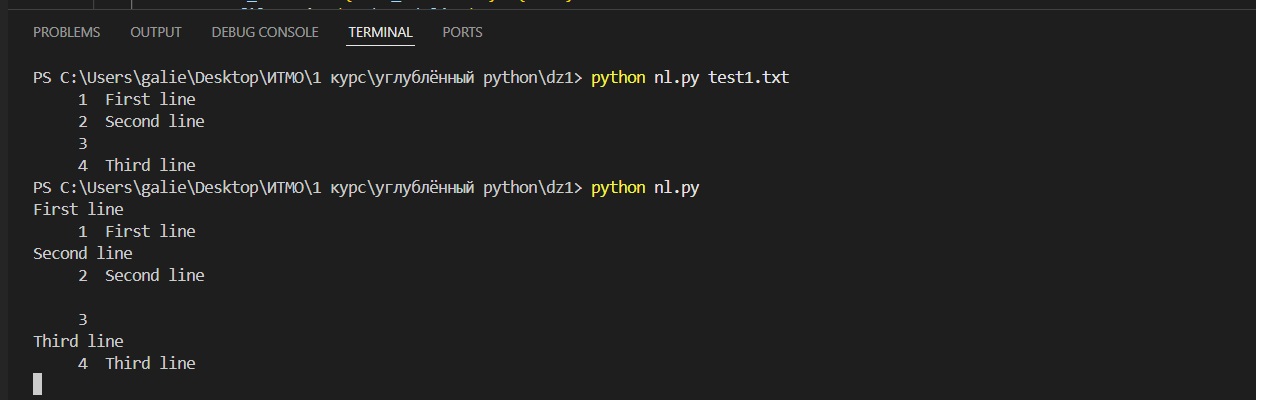 PROBLEMS OUTPUT DEBUG CONSOLE TERMINAL PORTS
PS C:\Users\galie\Desktop\ИТМО\1 курс\углублённый python\dz1> python nl.py test1.txt
     1  First line
     2  Second line
     3
     4  Third line
PS C:\Users\galie\Desktop\ИТМО\1 курс\углублённый python\dz1> python nl.py
First line
     1  First line
Second line
     2  Second line

     3
Third line
     4  Third line